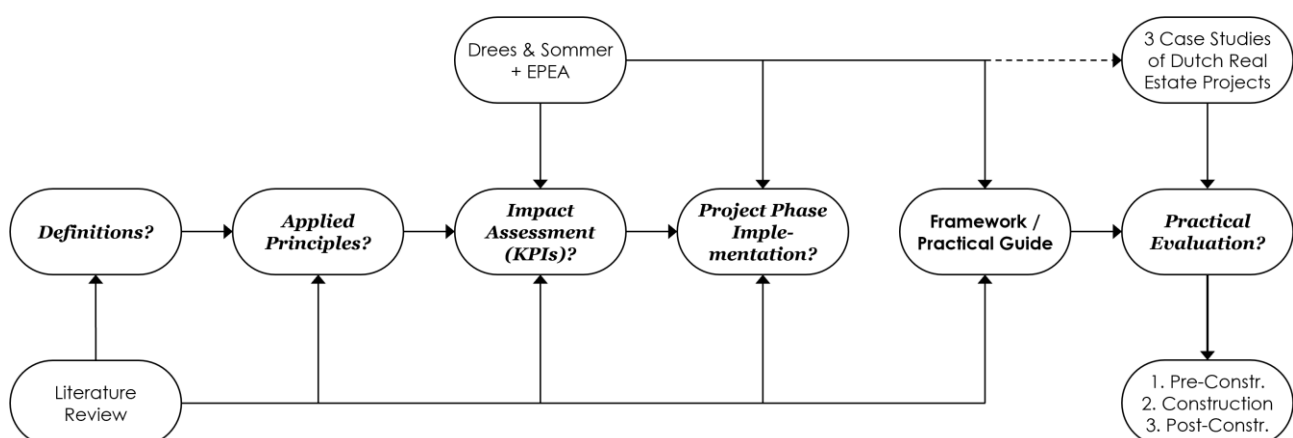 Drees & Sommer
+ EPEA
3 Case Studies
of Dutch Real
Estate Projects
Definitions?
Applied
Principles?
Impact
Assessment
(KPIs)?
Project Phase
Imple-
mentation?
Framework /
Practical Guide
Practical
Evaluation?
Literature
Review
1. Pre-Constr.
2. Construction
3. Post-Constr.